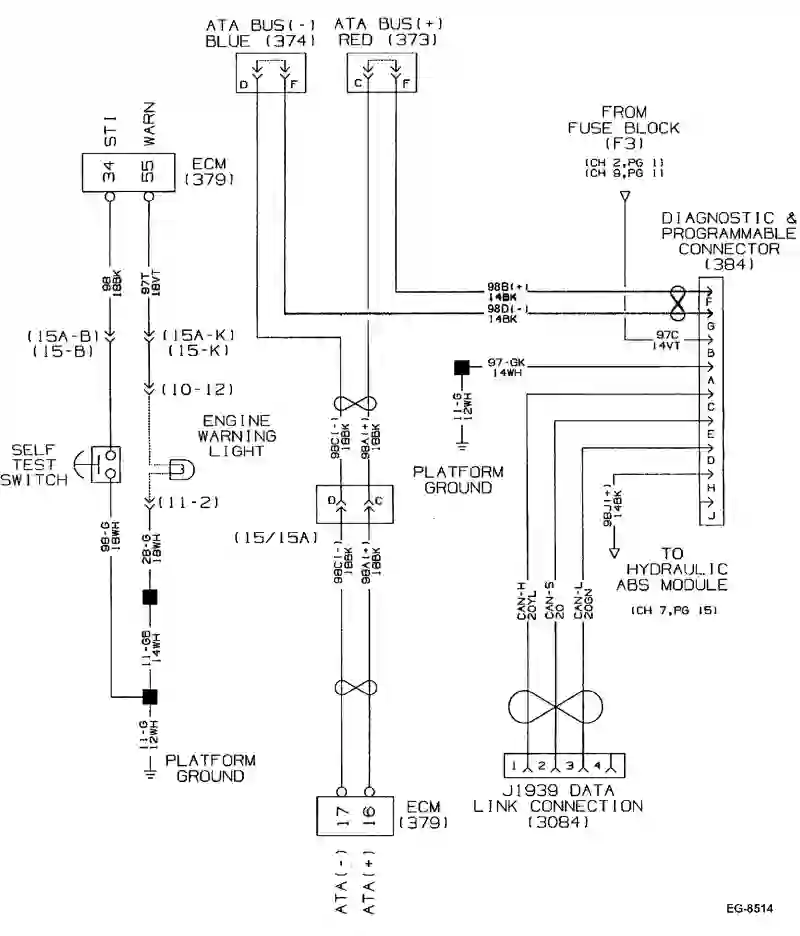 ATA BUS(-)
BLUE (374)
ATA BUS(+)
RED (373)
D
F
C
F
STI
WARN
34
55
ECM
(379)
FROM
FUSE BLOCK
(F3)
(CH 2,PG 1)
(CH 9,PG 1)
DIAGNOSTIC &
PROGRAMMABLE
CONNECTOR
(384)
98
18BK
97T
18VT
98B(+)
14BK
98D(-)
14BK
97C
14VT
97-GK
14WH
F
G
B
A
C
E
D
H
J
(15A-B)
(15-B)
(15A-K)
(15-K)
(10-12)
ENGINE
WARNING
LIGHT
SELF
TEST
SWITCH
(11-2)
11-G
12WH
PLATFORM
GROUND
98C(-)
18BK
98A(+)
18BK
D
C
(15/15A)
98C(-)
18BK
98A(+)
18BK
98-G
18WH
28-G
18WH
11-GB
14WH
11-G
12WH
PLATFORM
GROUND
9BJ(+)
14BK
TO
HYDRAULIC
ABS MODULE
(CH 7,PG 15)
CAN-H
20YL
CAN-S
20
CAN-L
20GN
1
2
3
4
J1939 DATA
LINK CONNECTION
(3084)
17
16
ECM
(379)
ATA(-)
ATA(+)
EG-8514